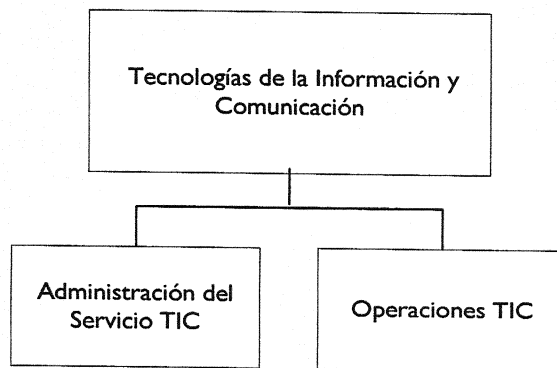 Tecnologías de la Información y
Comunicación
Administración del
Servicio TIC
Operaciones TIC